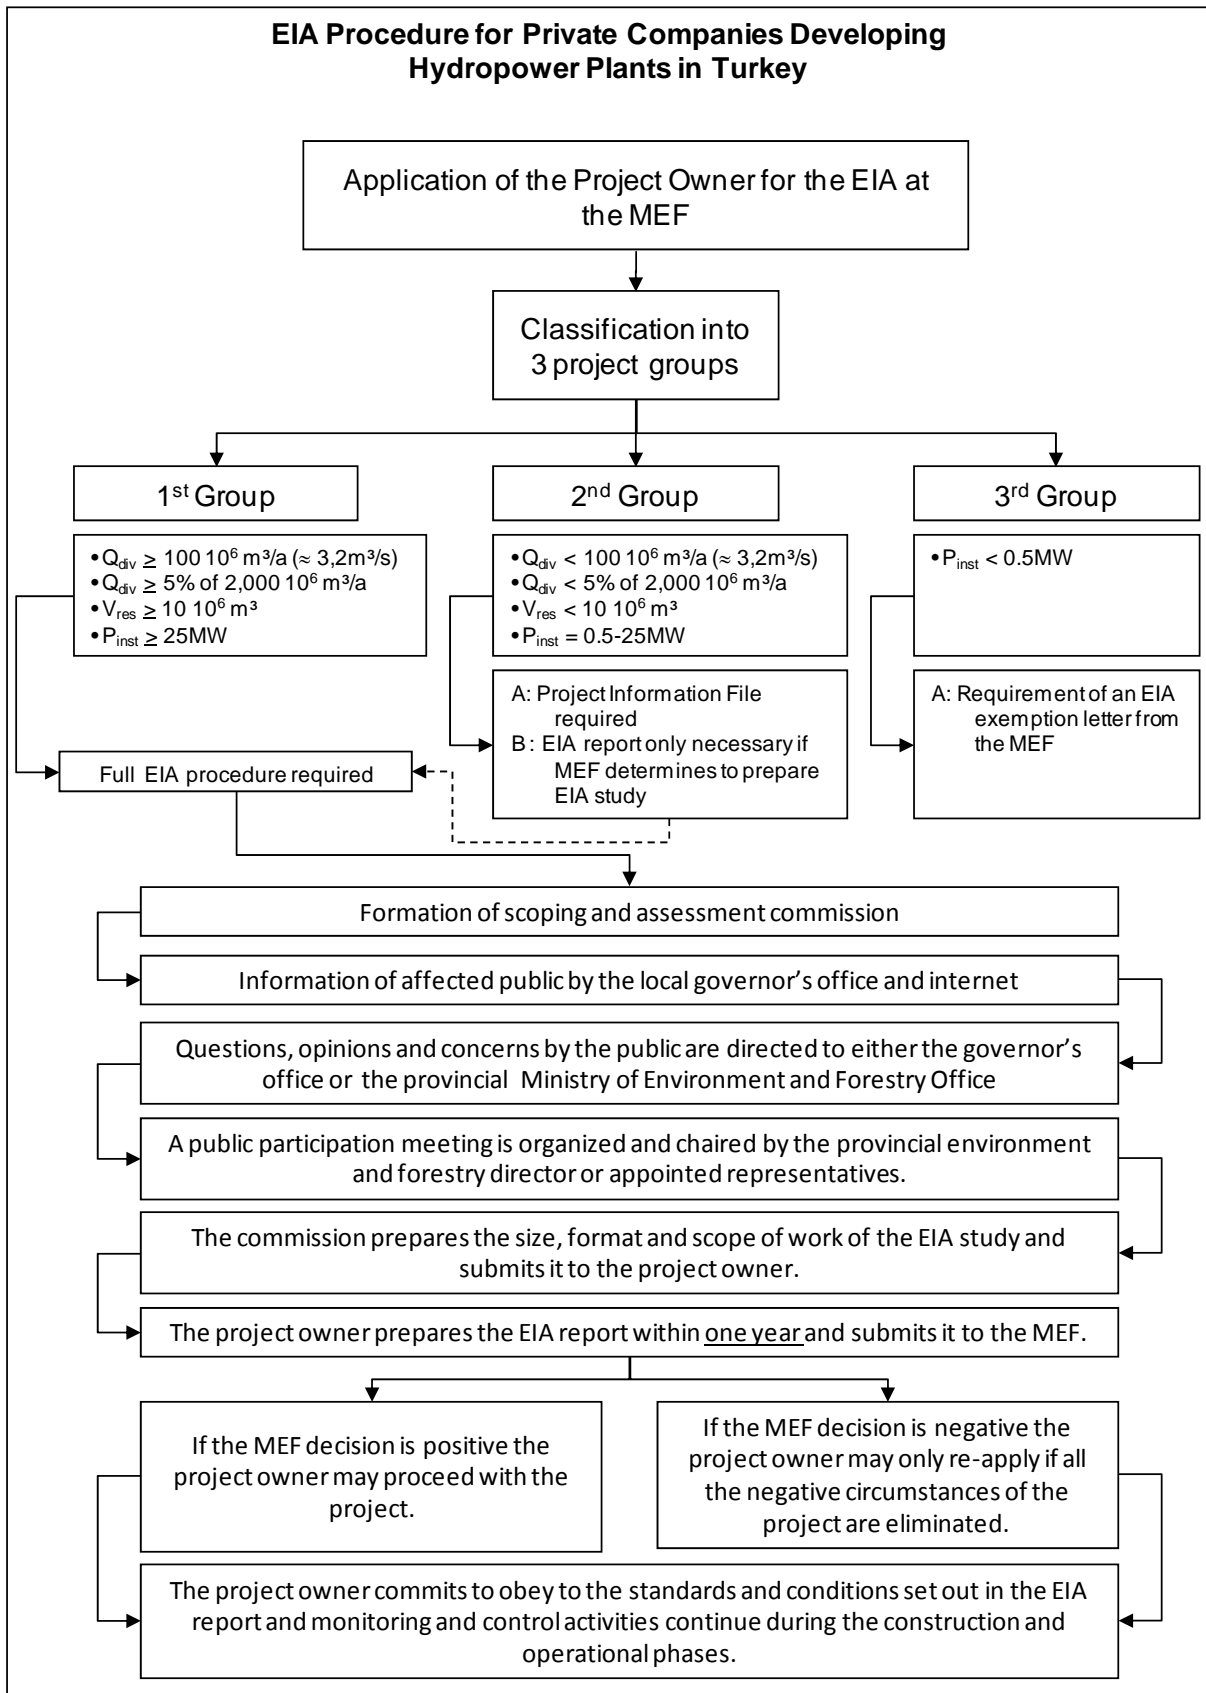 EIA Procedure for Private Companies Developing
Hydropower Plants in Turkey
Application of the Project Owner for the EIA at
the MEF
Classification into
3 project groups
1st Group
2nd Group
3rd Group
•Qdiv ≥ 100 10⁶ m³/a (≈ 3,2m³/s)
•Qdiv ≥ 5% of 2,000 10⁶ m³/a
•Vres ≥ 10 10⁶ m³
•Pinst ≥ 25MW
•Qdiv < 100 10⁶ m³/a (≈ 3,2m³/s)
•Qdiv < 5% of 2,000 10⁶ m³/a
•Vres < 10 10⁶ m³
•Pinst = 0.5-25MW
•Pinst < 0.5MW
A: Project Information File
required
B: EIA report only necessary if
MEF determines to prepare
EIA study
A: Requirement of an EIA
exemption letter from
the MEF
Full EIA procedure required
Formation of scoping and assessment commission
Information of affected public by the local governor's office and internet
Questions, opinions and concerns by the public are directed to either the governor's
office or the provincial Ministry of Environment and Forestry Office
A public participation meeting is organized and chaired by the provincial environment
and forestry director or appointed representatives.
The commission prepares the size, format and scope of work of the EIA study and
submits it to the project owner.
The project owner prepares the EIA report within one year and submits it to the MEF.
If the MEF decision is positive the
project owner may proceed with the
project.
If the MEF decision is negative the
project owner may only re-apply if all
the negative circumstances of the
project are eliminated.
The project owner commits to obey to the standards and conditions set out in the EIA
report and monitoring and control activities continue during the construction and
operational phases.